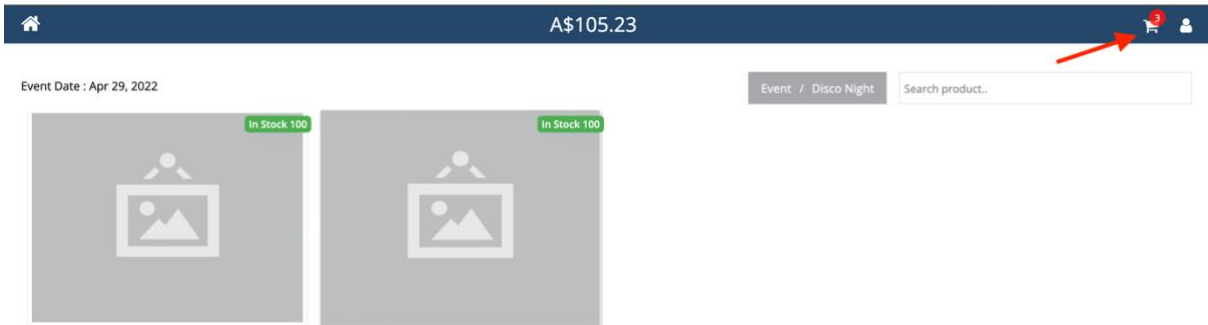 A$105.23
3
Event Date : Apr 29, 2022
Event / Disco Night
Search product..
In Stock 100
In Stock 100